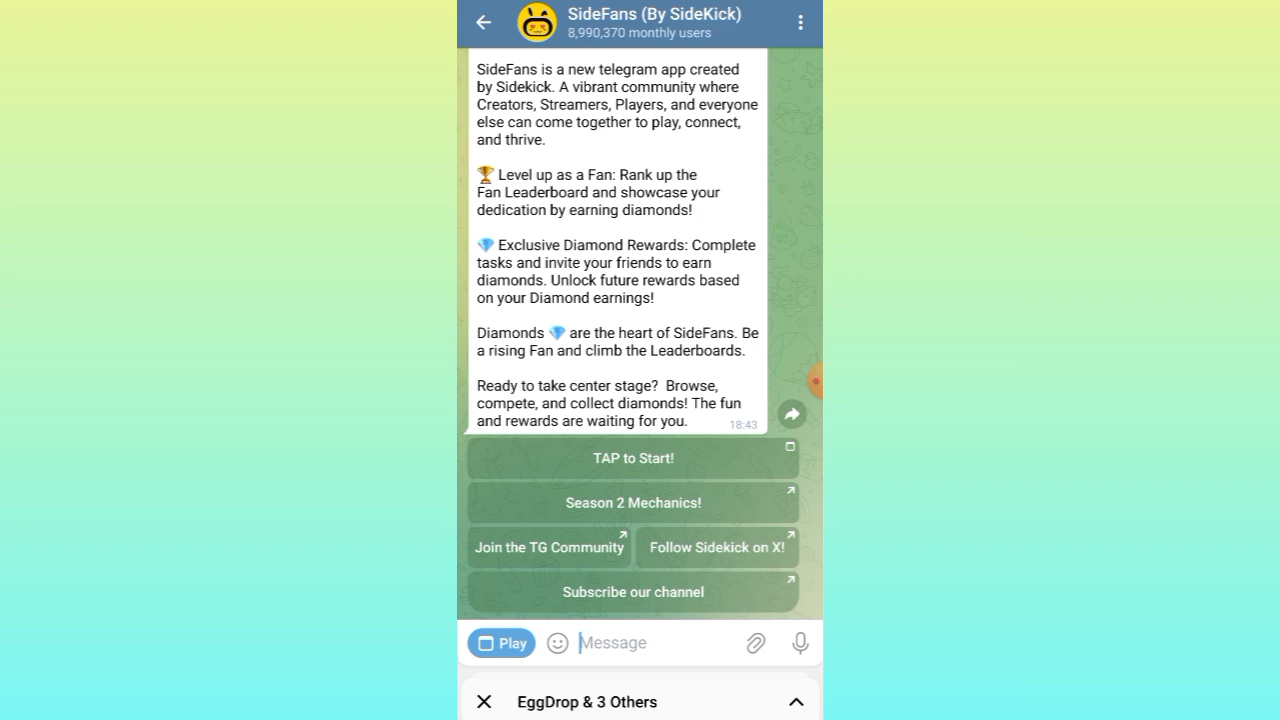 SideFans (By SideKick)
8,990,370 monthly users
SideFans is a new telegram app created
by Sidekick. A vibrant community where
Creators, Streamers, Players, and everyone
else can come together to play, connect,
and thrive.
🏆 Level up as a Fan: Rank up the
Fan Leaderboard and showcase your
dedication by earning diamonds!
💎 Exclusive Diamond Rewards: Complete
tasks and invite your friends to earn
diamonds. Unlock future rewards based
on your Diamond earnings!
Diamonds 💎 are the heart of SideFans. Be
a rising Fan and climb the Leaderboards.
Ready to take center stage?  Browse,
compete, and collect diamonds! The fun
and rewards are waiting for you.
18:43
TAP to Start!
Season 2 Mechanics!
Join the TG Community
Follow Sidekick on X!
Subscribe our channel
Play
Message
EggDrop & 3 Others